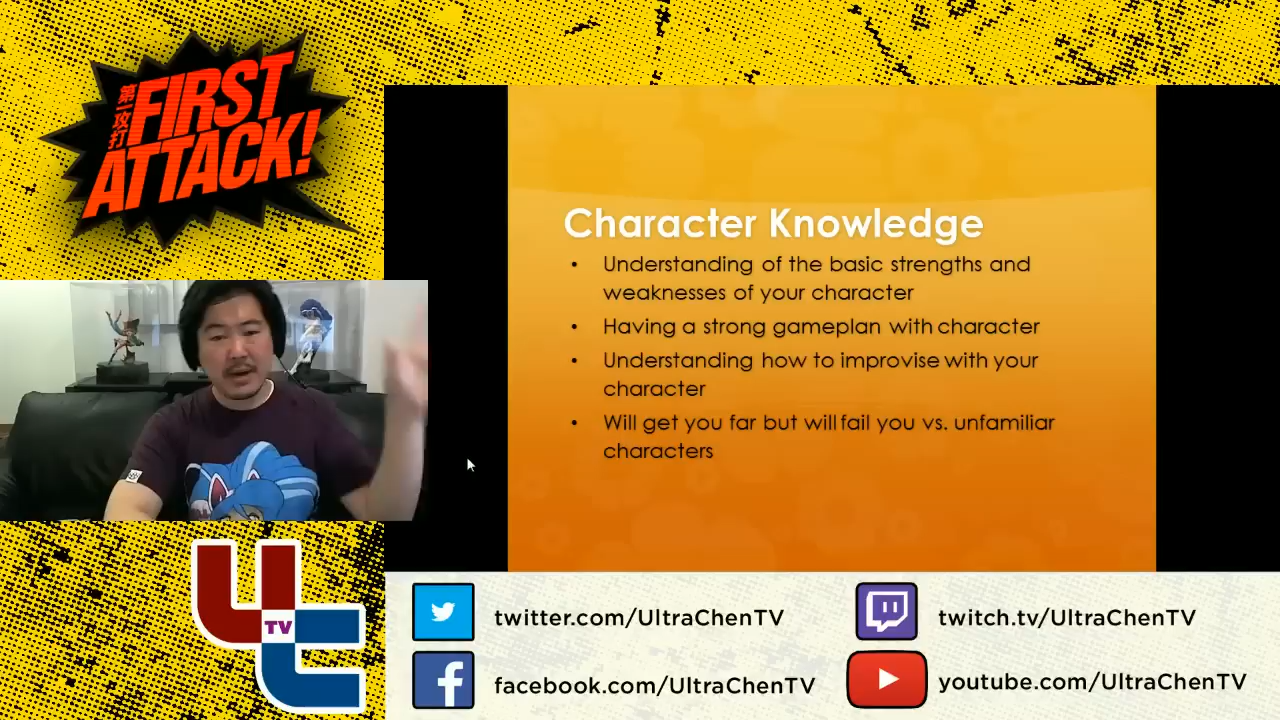 第一攻打
FIRST
ATTACK!
Character Knowledge
• Understanding of the basic strengths and
weaknesses of your character
• Having a strong gameplan with character
• Understanding how to improvise with your
character
• Will get you far but will fail you vs. unfamiliar
characters
UC
TV
twitter.com/UltraChenTV
twitch.tv/UltraChenTV
facebook.com/UltraChenTV
youtube.com/UltraChenTV